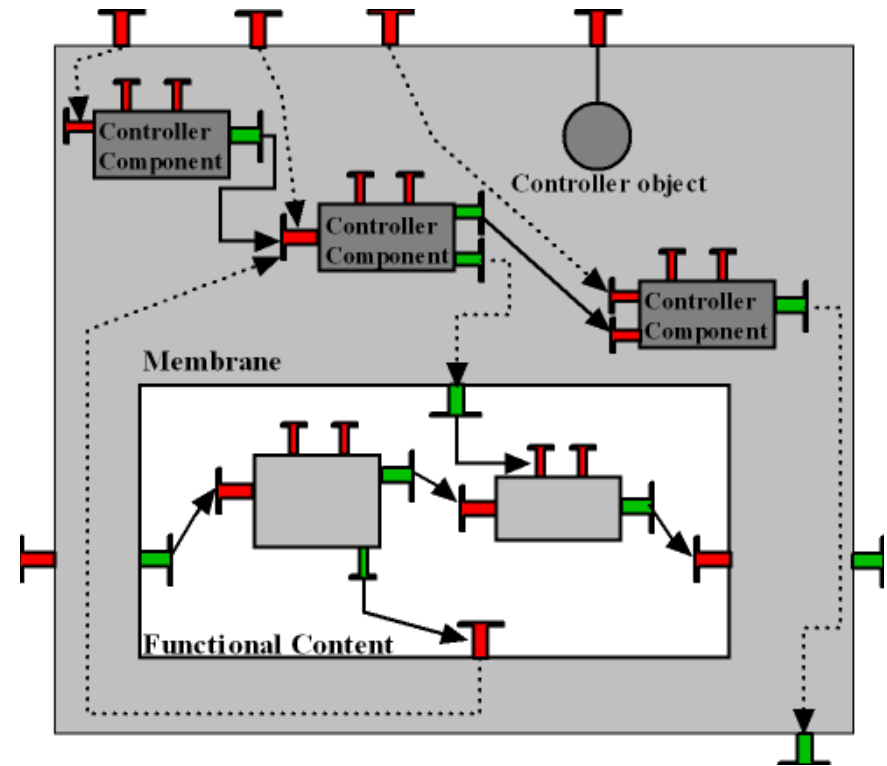 Controller
Component
Controller object
Controller
Component
Controller
Component
Membrane
Functional Content